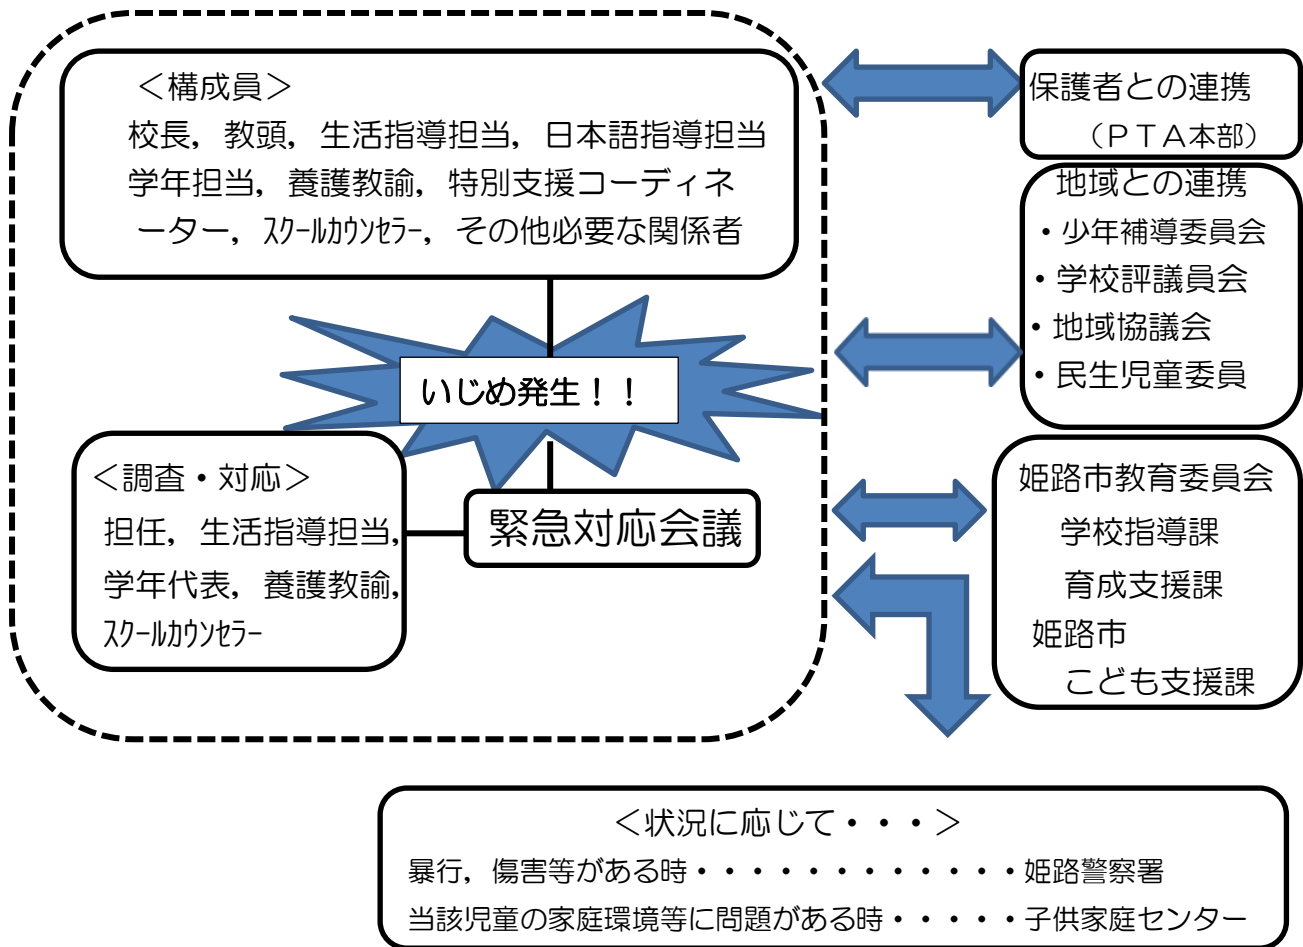 ＜構成員＞
校長，教頭，生活指導担当，日本語指導担当
学年担当，養護教諭，特別支援コーディネ
ーター，ｽｸｰﾙｶｳﾝｾﾗｰ，その他必要な関係者
いじめ発生！！
＜調査・対応＞
担任，生活指導担当，
学年代表，養護教諭，
ｽｸｰﾙｶｳﾝｾﾗｰ
緊急対応会議
保護者との連携
（ＰＴＡ本部）
地域との連携
・少年補導委員会
・学校評議員会
・地域協議会
・民生児童委員
姫路市教育委員会
学校指導課
育成支援課
姫路市
こども支援課
＜状況に応じて・・・＞
暴行，傷害等がある時・・・・・・・・・・・・姫路警察署
当該児童の家庭環境等に問題がある時・・・・・子供家庭センター